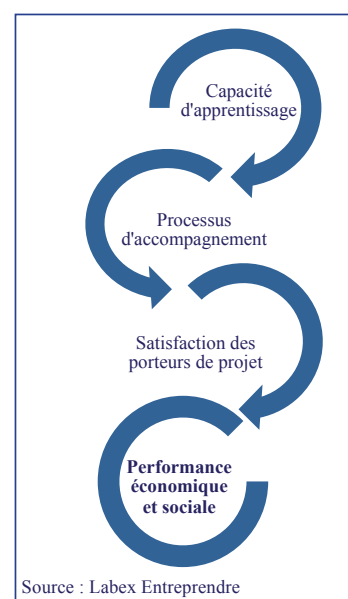 Capacité
d'apprentissage
Processus
d'accompagnement
Satisfaction des
porteurs de projet
Performance
économique
et sociale
Source : Labex Entreprendre